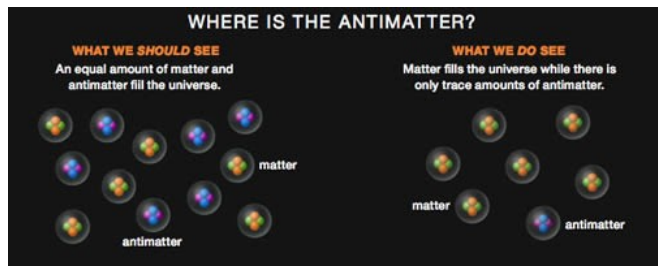 WHERE IS THE ANTIMATTER?
WHAT WE SHOULD SEE
An equal amount of matter and
antimatter fiill the universe.
matter
antimatter
WHAT WE DO SEE
Matter fills the universe while there is
only trace amounts of antimatter.
matter
antimatter